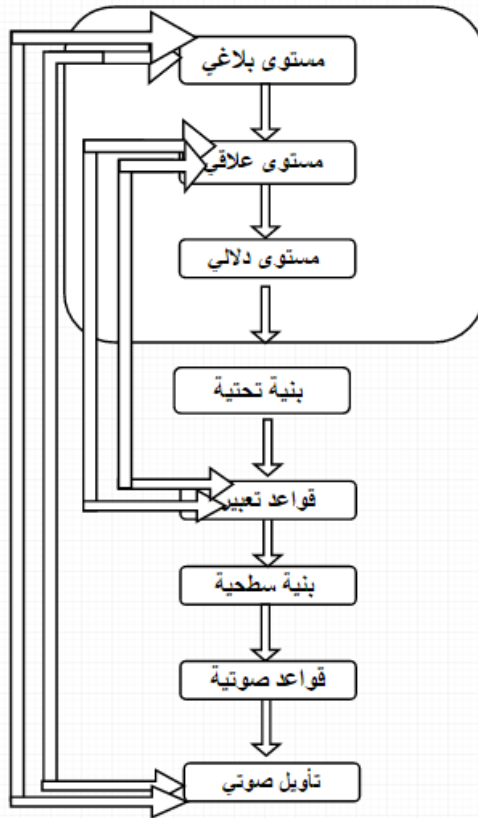 مستوى بلاغي
مستوى علاقي
مستوى دلالي
بنية تحتية
قواعد تعبير
بنية سطحية
قواعد صوتية
تأويل صوتي